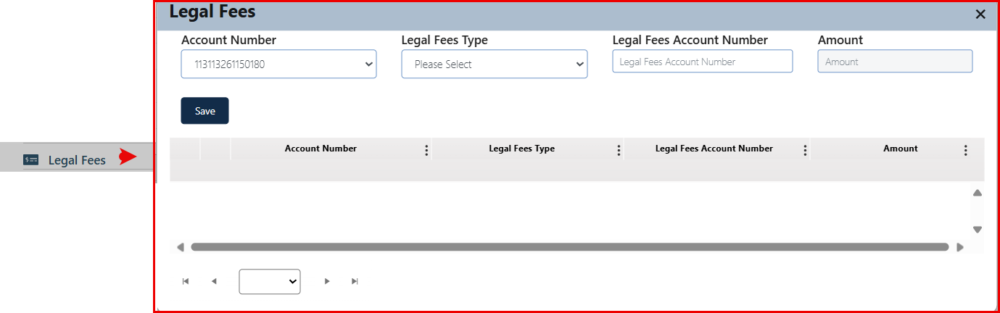 Legal Fees
Account Number Legal Fees Type Legal Fees Account Number Amount
113113261150180 Please Select Legal Fees Account Number Amount
Save
Account Number Legal Fees Type Legal Fees Account Number Amount
Legal Fees